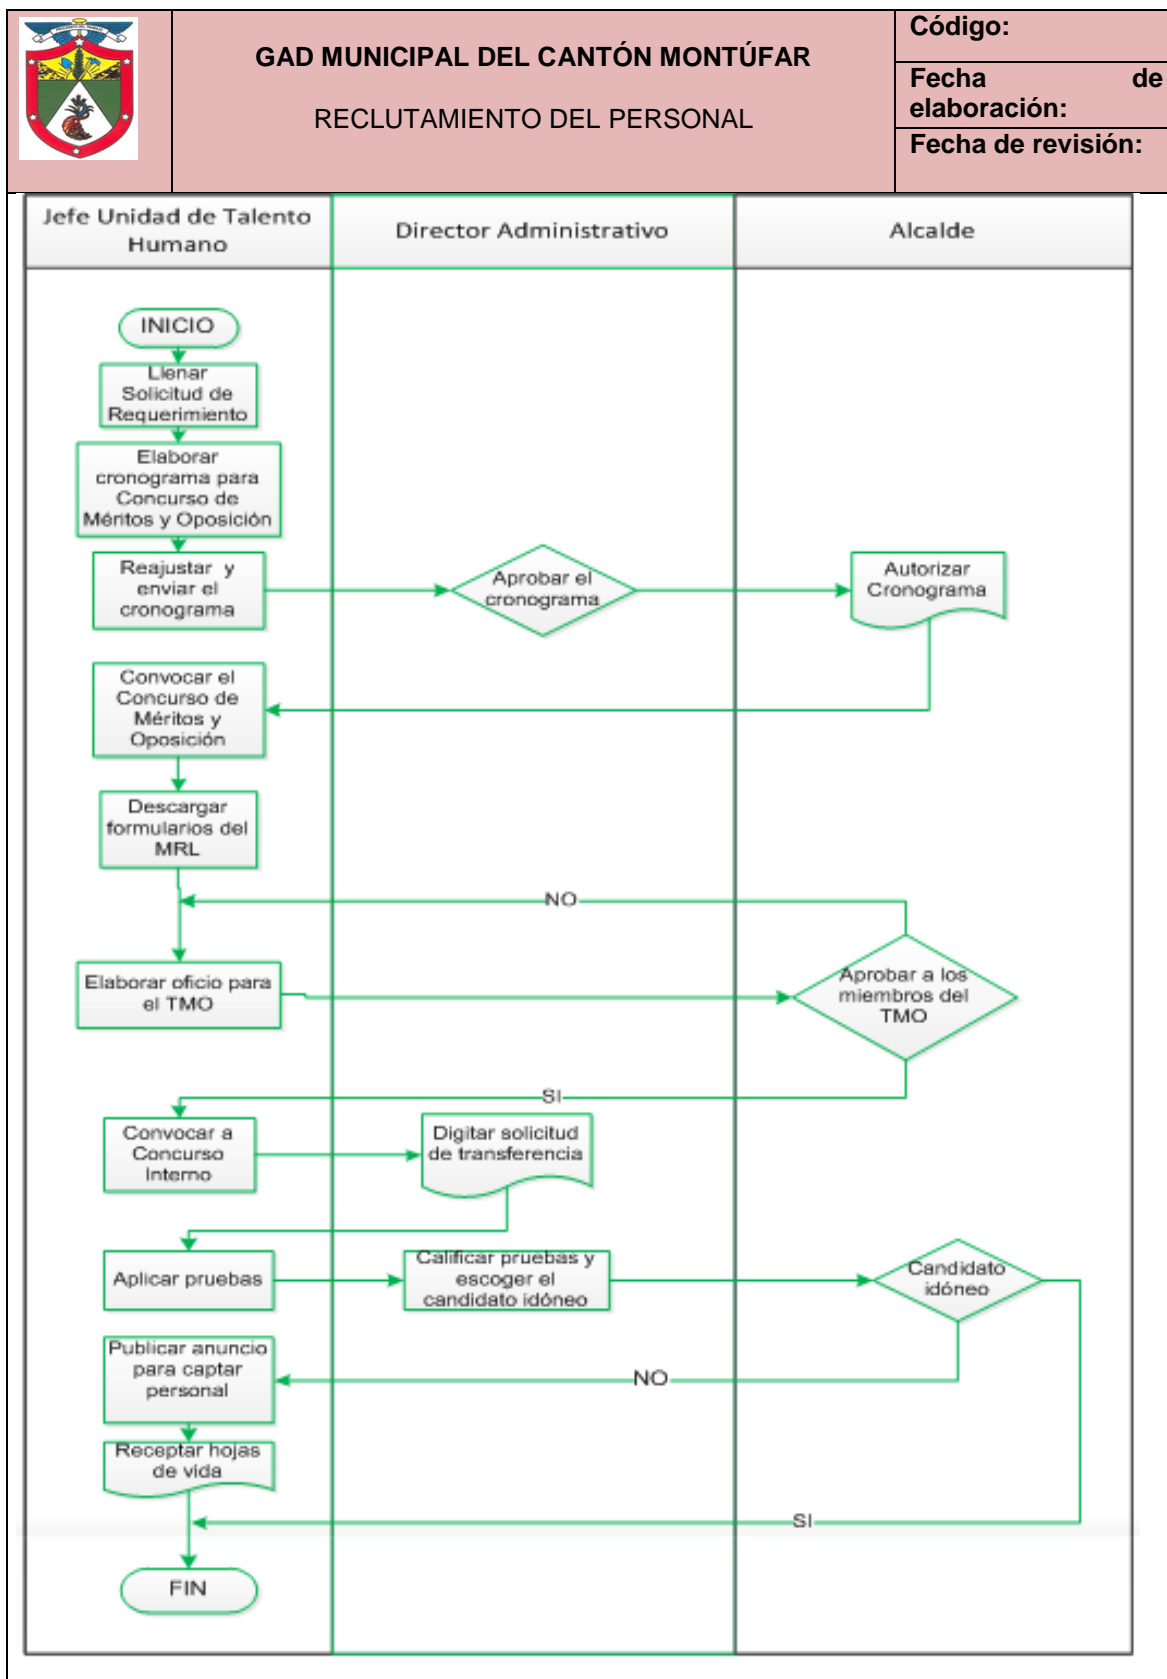 GAD MUNICIPAL DEL CANTÓN MONTÚFAR
RECLUTAMIENTO DEL PERSONAL
Código:
Fecha de
elaboración:
Fecha de revisión:
Jefe Unidad de Talento
Humano
Director Administrativo
Alcalde
INICIO
Llenar
Solicitud de
Requerimiento
Elaborar
cronograma para
Concurso de
Méritos y Oposición
Reajustar y
enviar el
cronograma
Aprobar el
cronograma
Autorizar
Cronograma
Convocar el
Concurso de
Méritos y
Oposición
Descargar
formularios del
MRL
NO
Elaborar oficio para
el TMO
Aprobar a los
miembros del
TMO
SI
Convocar a
Concurso
Interno
Digitar solicitud
de transferencia
Aplicar pruebas
Calificar pruebas y
escoger el
candidato idóneo
Candidato
idóneo
Publicar anuncio
para captar
personal
NO
Receptar hojas
de vida
SI
FIN